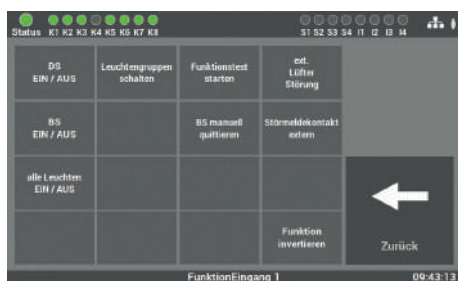 Status K1 K2 K3 K4 K5 K6 K7 K8 S1 S2 S3 S4 I1 I2 I3 I4
DS
EIN / AUS
Leuchtengruppen
schalten
Funktionstest
starten
ext.
Lüfter
Störung
BS
EIN / AUS
BS manuell
quittieren
Störmeldekontakt
extern
alle Leuchten
EIN / AUS
Funktion
invertieren
Zurück
FunktionEingang 1
09:43:13